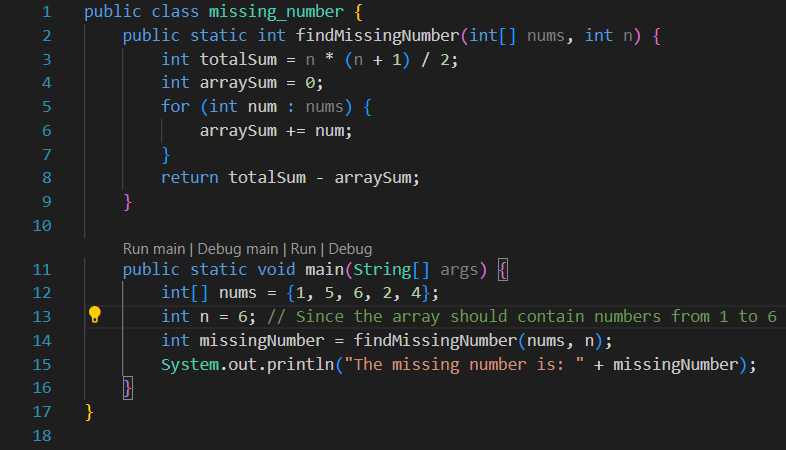 1 public class missing_number {
2     public static int findMissingNumber(int[] nums, int n) {
3         int totalSum = n * (n + 1) / 2;
4         int arraySum = 0;
5         for (int num : nums) {
6             arraySum += num;
7         }
8         return totalSum - arraySum;
9     }
10
Run main | Debug main | Run | Debug
11     public static void main(String[] args) {
12         int[] nums = {1, 5, 6, 2, 4};
13         int n = 6; // Since the array should contain numbers from 1 to 6
14         int missingNumber = findMissingNumber(nums, n);
15         System.out.println("The missing number is: " + missingNumber);
16     }
17 }
18